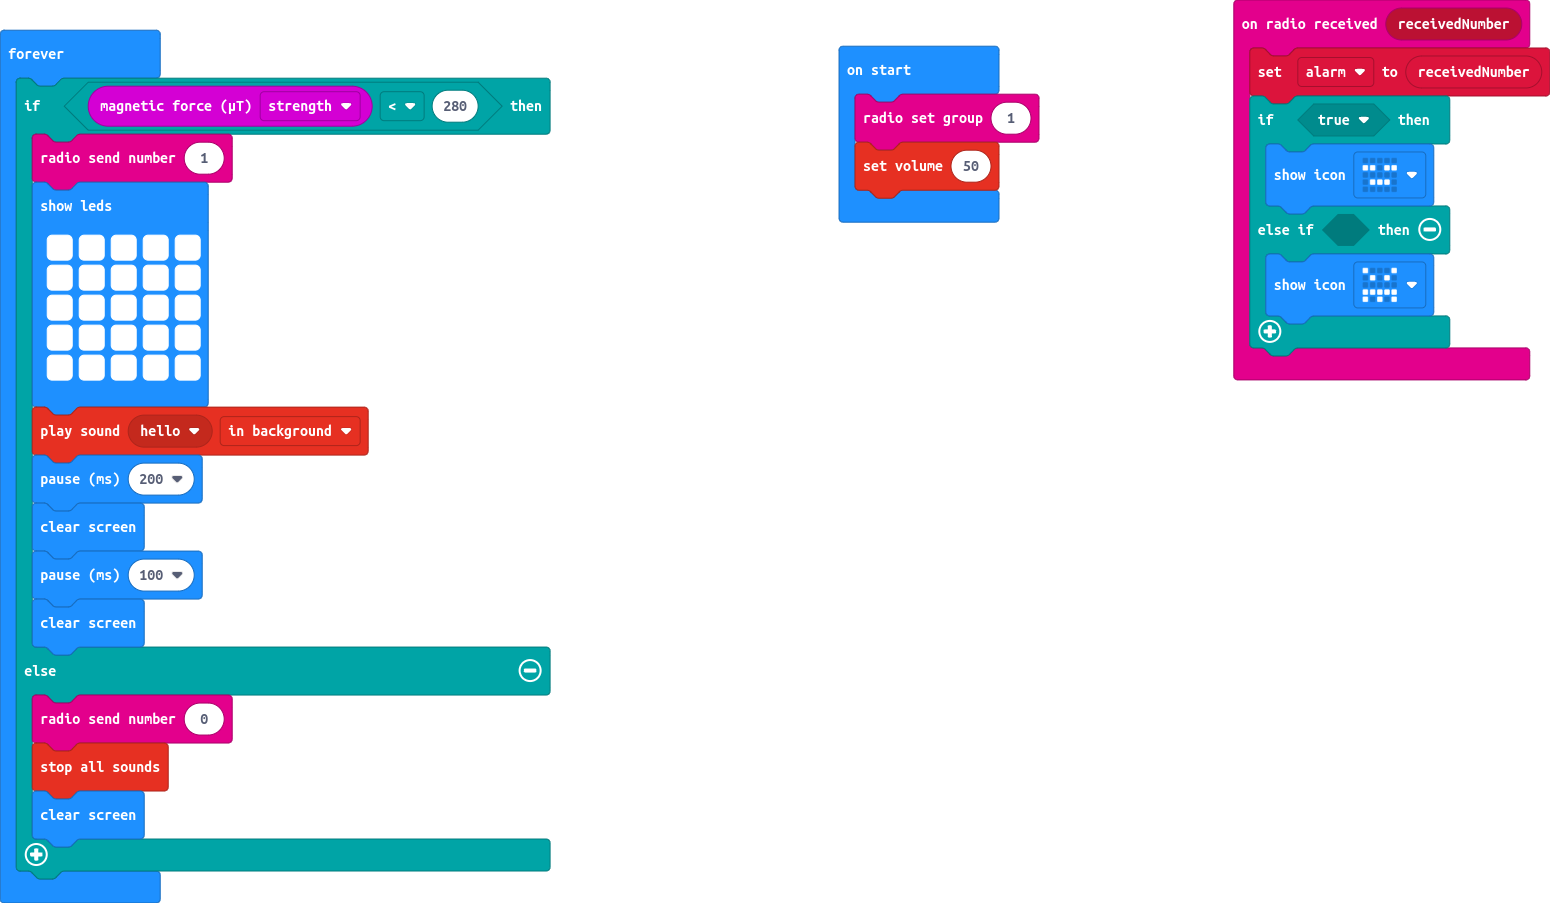 forever
if magnetic force (µT) strength < 280 then
radio send number 1
show leds
play sound hello in background
pause (ms) 200
clear screen
pause (ms) 100
clear screen
else
radio send number 0
stop all sounds
clear screen
on start
radio set group 1
set volume 50
on radio received receivedNumber
set alarm to receivedNumber
if true then
show icon
else if then
show icon